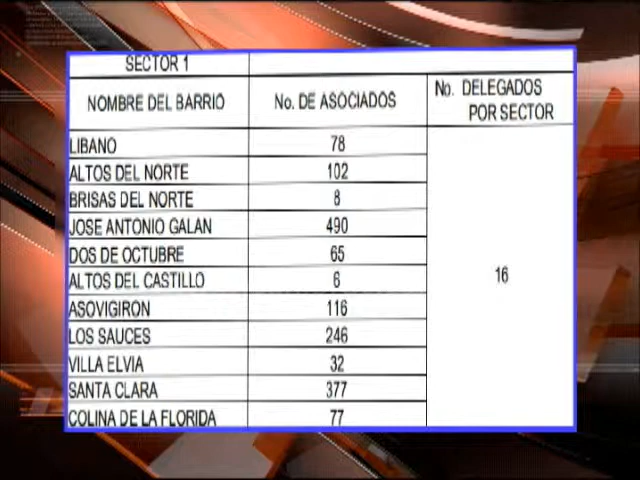 SECTOR 1
NOMBRE DEL BARRIO No. DE ASOCIADOS No. DELEGADOS POR SECTOR
LIBANO 78
ALTOS DEL NORTE 102
BRISAS DEL NORTE 8
JOSE ANTONIO GALAN 490
DOS DE OCTUBRE 65
ALTOS DEL CASTILLO 6
16
ASOVIGIRON 116
LOS SAUCES 246
VILLA ELVIA 32
SANTA CLARA 377
COLINA DE LA FLORIDA 77